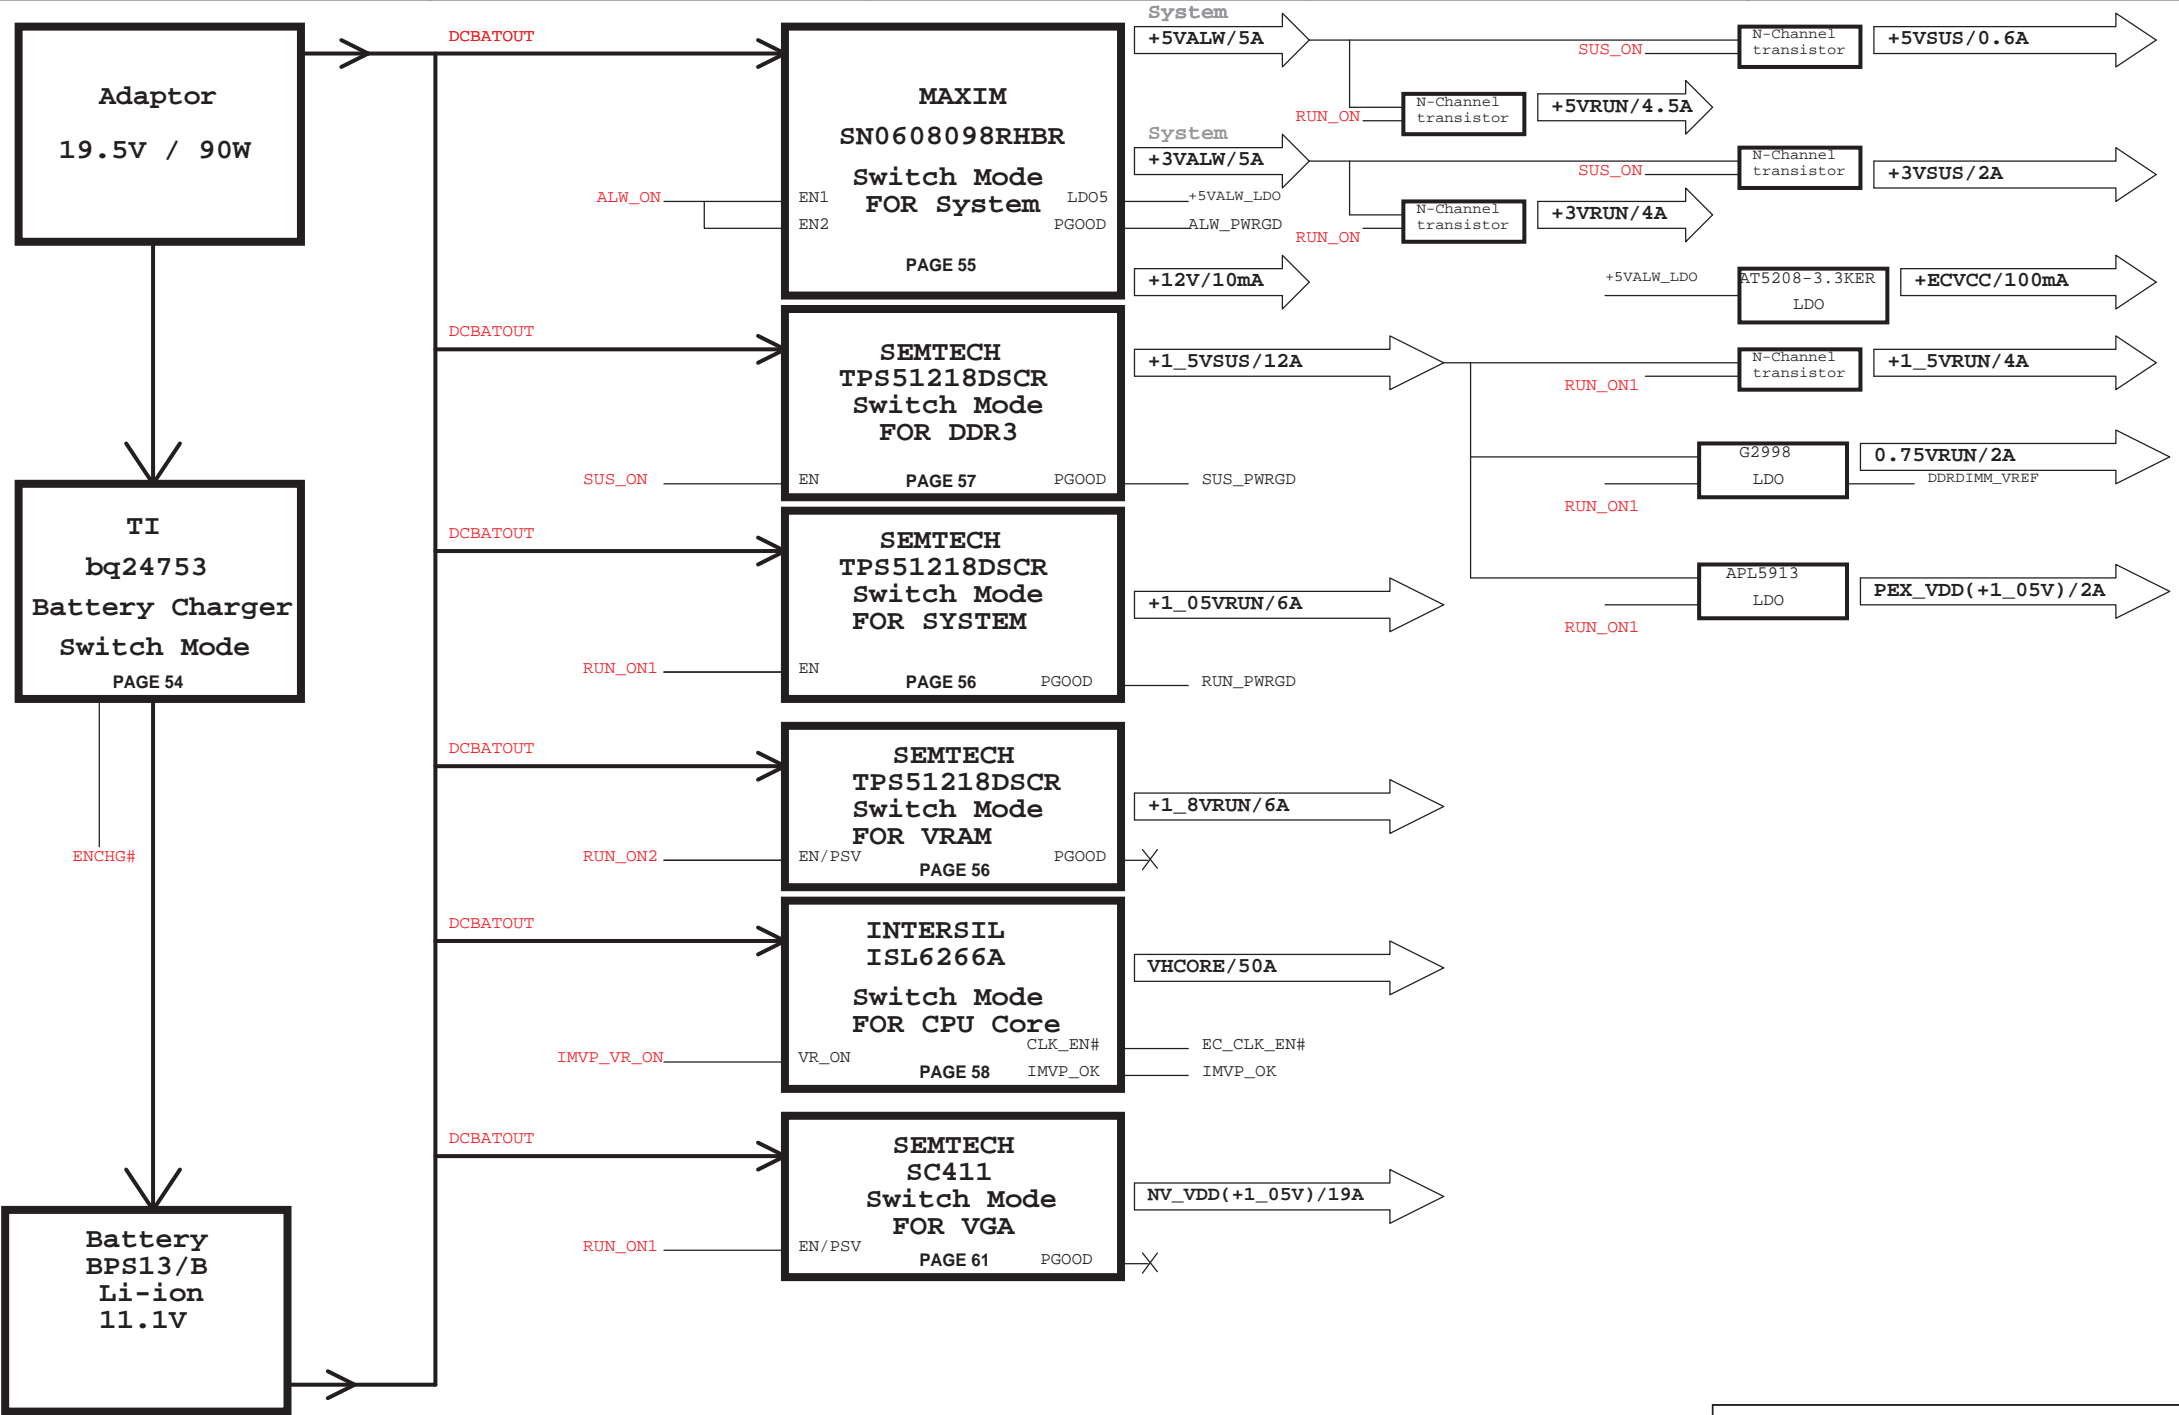 Adaptor
19.5V / 90W
TI
bq24753
Battery Charger
Switch Mode
PAGE 54
ENCHG#
Battery
BPS13/B
Li-ion
11.1V
DCBATOUT
MAXIM
SN0608098RHBR
Switch Mode
FOR System
ALW_ON
EN1
EN2
LDO5
PGOOD
+5VALW_LDO
ALW_PWRGD
PAGE 55
System
+5VALW/5A
System
+3VALW/5A
+12V/10mA
SUS_ON
N-Channel
transistor
+5VSUS/0.6A
RUN_ON
N-Channel
transistor
+5VRUN/4.5A
SUS_ON
N-Channel
transistor
+3VSUS/2A
RUN_ON
N-Channel
transistor
+3VRUN/4A
+5VALW_LDO
AT5208-3.3KER
LDO
+ECVCC/100mA
DCBATOUT
SEMTECH
TPS51218DSCR
Switch Mode
FOR DDR3
SUS_ON
EN
PAGE 57
PGOOD
SUS_PWRGD
+1_5VSUS/12A
RUN_ON1
N-Channel
transistor
+1_5VRUN/4A
G2998
LDO
RUN_ON1
0.75VRUN/2A
DDRDIMM_VREF
APL5913
LDO
RUN_ON1
PEX_VDD(+1_05V)/2A
DCBATOUT
SEMTECH
TPS51218DSCR
Switch Mode
FOR SYSTEM
RUN_ON1
EN
PAGE 56
PGOOD
RUN_PWRGD
+1_05VRUN/6A
DCBATOUT
SEMTECH
TPS51218DSCR
Switch Mode
FOR VRAM
RUN_ON2
EN/PSV
PGOOD
PAGE 56
+1_8VRUN/6A
DCBATOUT
INTERSIL
ISL6266A
Switch Mode
FOR CPU Core
IMVP_VR_ON
VR_ON
CLK_EN#
EC_CLK_EN#
PAGE 58
IMVP_OK
IMVP_OK
VHCORE/50A
DCBATOUT
SEMTECH
SC411
Switch Mode
FOR VGA
RUN_ON1
EN/PSV
PAGE 61
PGOOD
NV_VDD(+1_05V)/19A